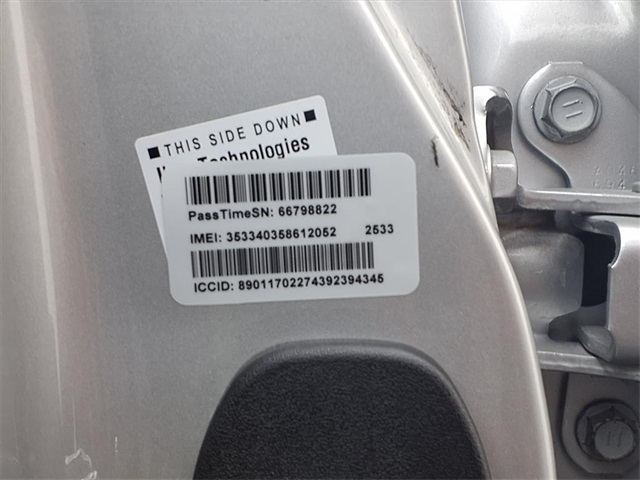 THIS SIDE DOWN
Technologies
PassTimeSN: 66798822
IMEI: 353340358612052 2533
ICCID: 89011702274392394345